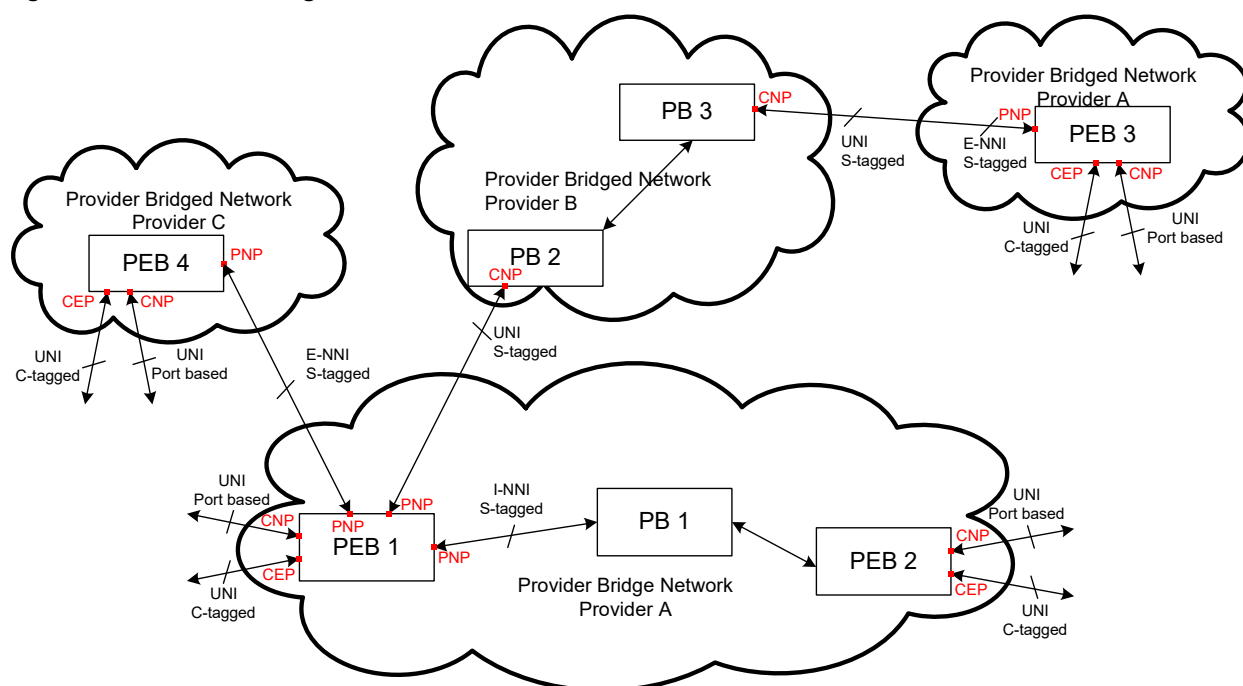 Provider Bridged Network
Provider A
PNP
PEB 3
E-NNI
S-tagged
CEP
CNP
UNI
C-tagged
UNI
Port based
CNP
PB 3
UNI
S-tagged
Provider Bridged Network
Provider B
PB 2
CNP
UNI
S-tagged
Provider Bridged Network
Provider C
PEB 4
PNP
CEP
CNP
UNI
C-tagged
UNI
Port based
E-NNI
S-tagged
UNI
Port based
CNP
PNP
PNP
PEB 1
CEP
PNP
UNI
C-tagged
I-NNI
S-tagged
PB 1
Provider Bridge Network
Provider A
PEB 2
CNP
CEP
UNI
Port based
UNI
C-tagged